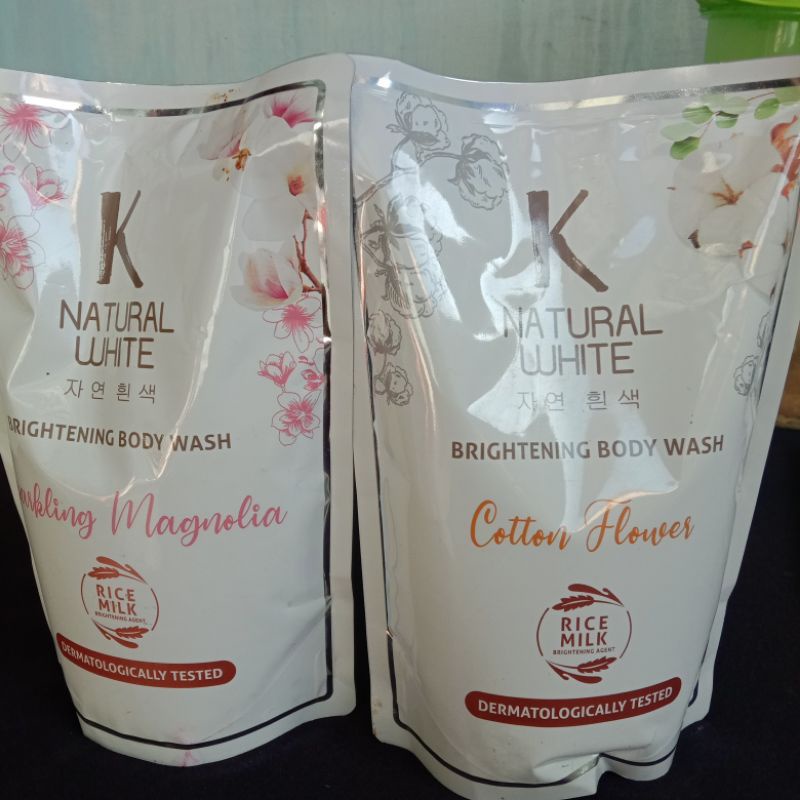 K
NATURAL
WHITE
자연 흰색
BRIGHTENING BODY WASH
Sparkling Magnolia
RICE
MILK
BRIGHTENING AGENT
DERMATOLOGICALLY TESTED
K
NATURAL
WHITE
자연 흰색
BRIGHTENING BODY WASH
Cotton Flower
RICE
MILK
BRIGHTENING AGENT
DERMATOLOGICALLY TESTED